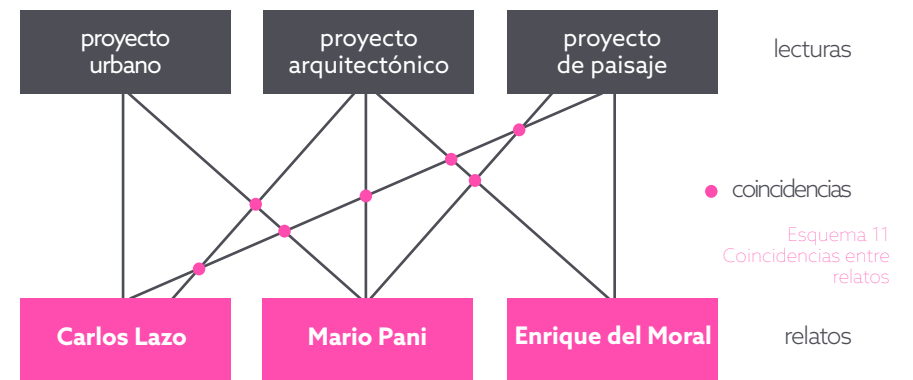 proyecto
urbano
proyecto
arquitectónico
proyecto
de paisaje
lecturas
coincidencias
Esquema 11
Coincidencias entre
relatos
Carlos Lazo
Mario Pani
Enrique del Moral
relatos